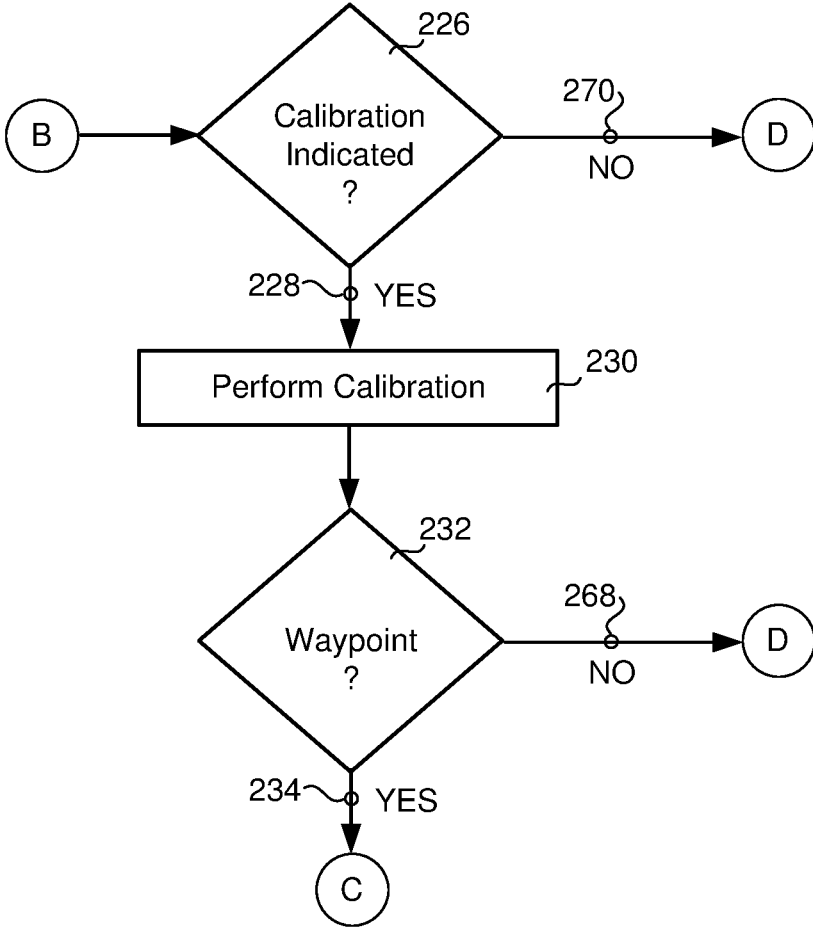 226
270
B
Calibration
Indicated
?
D
NO
228
YES
Perform Calibration
230
232
268
Waypoint
?
D
NO
234
YES
C